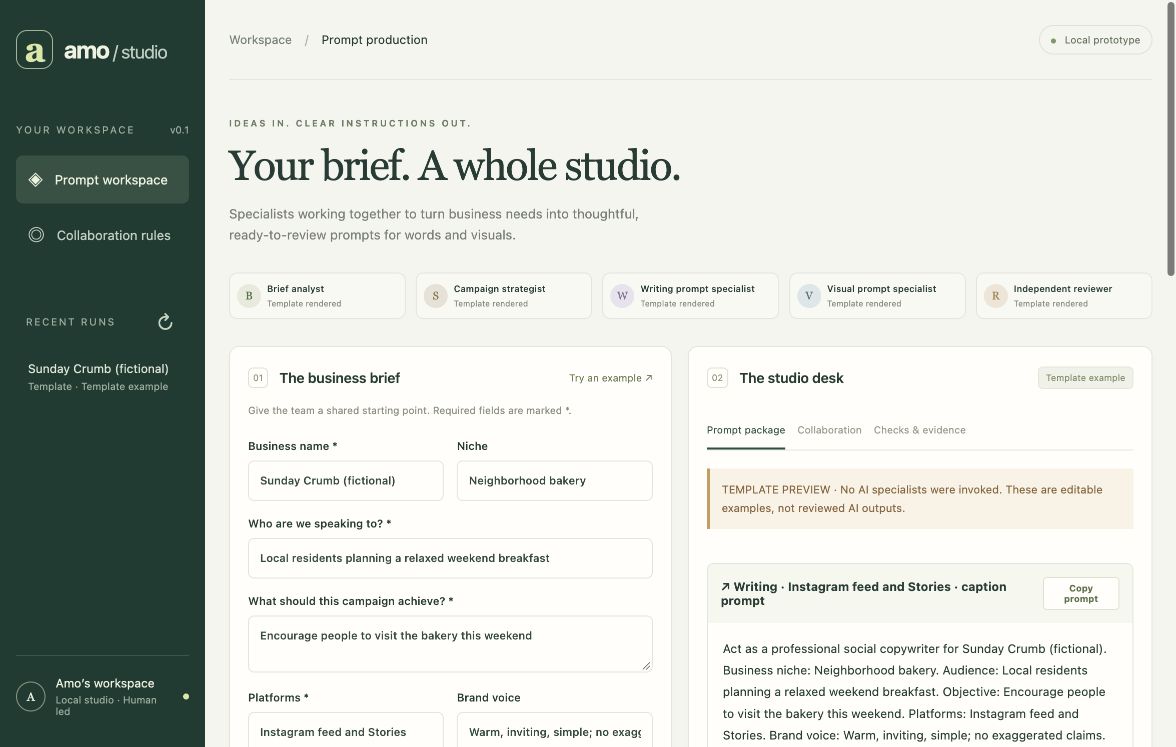 a amo / studio
YOUR WORKSPACE v0.1
Prompt workspace
Collaboration rules
RECENT RUNS
Sunday Crumb (fictional)
Template · Template example
A
Amo's workspace
Local studio · Human
led
Workspace / Prompt production
Local prototype
IDEAS IN. CLEAR INSTRUCTIONS OUT.
Your brief. A whole studio.
Specialists working together to turn business needs into thoughtful,
ready-to-review prompts for words and visuals.
B
Brief analyst
Template rendered
S
Campaign strategist
Template rendered
W
Writing prompt specialist
Template rendered
V
Visual prompt specialist
Template rendered
R
Independent reviewer
Template rendered
01 The business brief Try an example ↗
Give the team a shared starting point. Required fields are marked *.
Business name * Niche
Sunday Crumb (fictional) Neighborhood bakery
Who are we speaking to? *
Local residents planning a relaxed weekend breakfast
What should this campaign achieve? *
Encourage people to visit the bakery this weekend
Platforms * Brand voice
Instagram feed and Stories Warm, inviting, simple; no
02 The studio desk Template example
Prompt package Collaboration Checks & evidence
TEMPLATE PREVIEW · No AI specialists were invoked. These are editable
examples, not reviewed AI outputs.
↗ Writing · Instagram feed and Stories · caption
prompt
Copy
prompt
Act as a professional social copywriter for Sunday Crumb (fictional).
Business niche: Neighborhood bakery. Audience: Local residents
planning a relaxed weekend breakfast. Objective: Encourage people
to visit the bakery this weekend. Platforms: Instagram feed and
Stories. Brand voice: Warm, inviting, simple; no exaggerated claims.